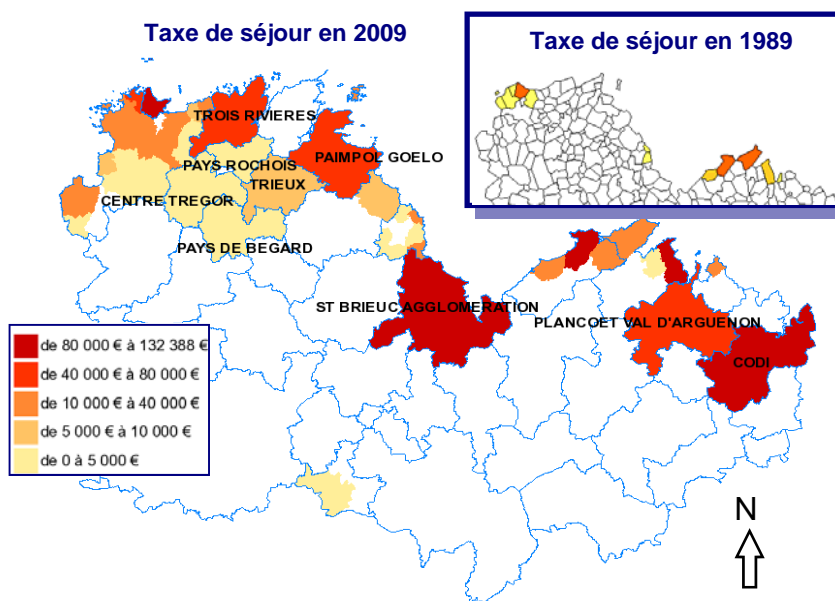 Taxe de séjour en 2009
Taxe de séjour en 1989
TROIS RIVIERES
PAYS ROCHOIS
PAIMPOL GOELO
TRIEUX
CENTRE TREGOR
PAYS DE BEGARD
ST BRIEUC AGGLOMERATION
PLANCOET VAL D'ARGUENON
CODI
de 80 000 € à 132 388 €
de 40 000 € à 80 000 €
de 10 000 € à 40 000 €
de 5 000 € à 10 000 €
de 0 à 5 000 €
N